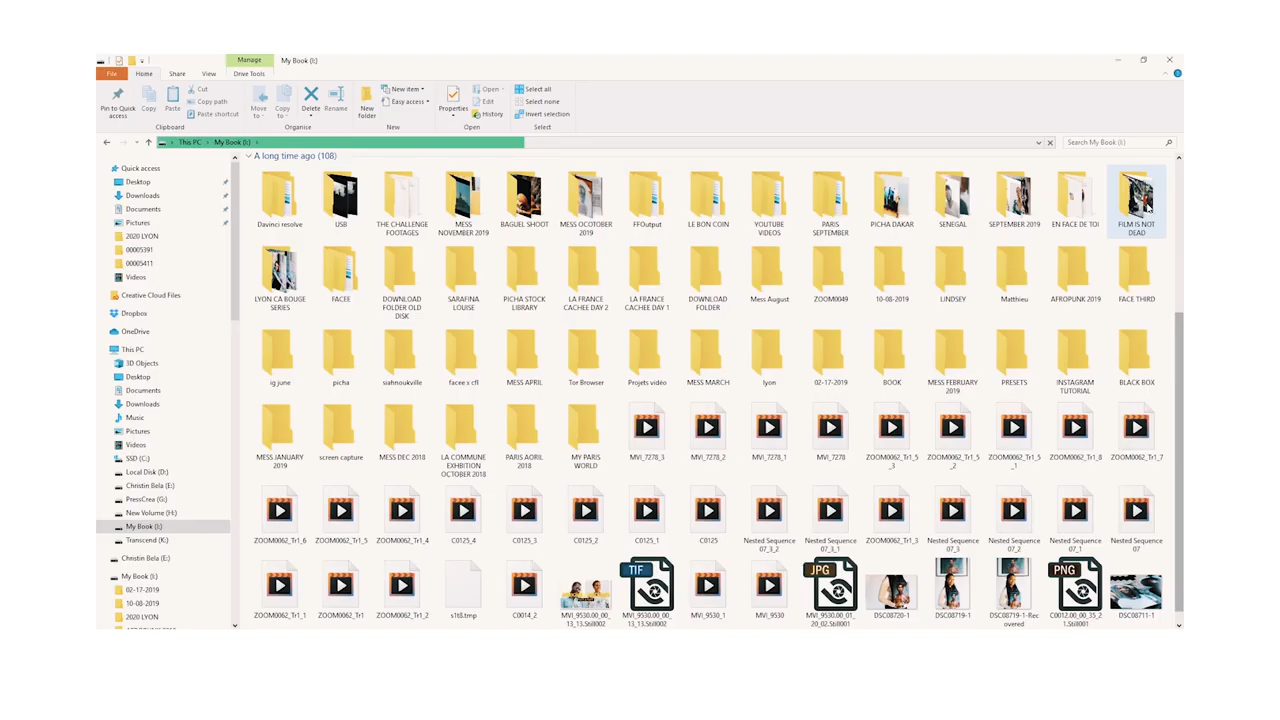 Manage
My Book (I:)
File
Home
Share
View
Drive Tools
Pin to Quick access
Copy
Paste
Cut
Copy path
Paste shortcut
Move to
Copy to
Delete
Rename
New folder
New item
Easy access
Properties
Open
Edit
History
Select all
Select none
Invert selection
Clipboard
Organise
New
Open
Select
This PC > My Book (I:) >
Search My Book (I:)
A long time ago (108)
Quick access
Desktop
Downloads
Documents
Pictures
2020 LYON
00005391
00005411
Videos
Creative Cloud Files
Dropbox
OneDrive
This PC
3D Objects
Desktop
Documents
Downloads
Music
Pictures
Videos
SSD (C:)
Local Disk (D:)
Christin Bela (E:)
PressCrea (G:)
New Volume (H:)
My Book (I:)
Transcend (K:)
Christin Bela (E:)
My Book (I:)
02-17-2019
10-08-2019
2020 LYON
Davinci resolve
USB
THE CHALLENGE FOOTAGES
MESS NOVEMBER 2019
BAGUEL SHOOT
MESS OCOTOBER 2019
FFOutput
LE BON COIN
YOUTUBE VIDEOS
PARIS SEPTEMBER
PICHA DAKAR
SENEGAL
SEPTEMBER 2019
EN FACE DE TOI
FILM IS NOT DEAD
LYON CA BOUGE SERIES
FACEE
DOWNLOAD FOLDER OLD DISK
SARAFINA LOUISE
PICHA STOCK LIBRARY
LA FRANCE CACHEE DAY 2
LA FRANCE CACHEE DAY 1
DOWNLOAD FOLDER
Mess August
ZOOM0049
10-08-2019
LINDSEY
Matthieu
AFROPUNK 2019
FACE THIRD
ig june
picha
siahnoukville
facee x cfl
MESS APRIL
Tor Browser
Projets vidéo
MESS MARCH
lyon
02-17-2019
BOOK
MESS FEBRUARY 2019
PRESETS
INSTAGRAM TUTORIAL
BLACK BOX
MESS JANUARY 2019
screen capture
MESS DEC 2018
LA COMMUNE EXHBITION OCTOBER 2018
PARIS AORIL 2018
MY PARIS WORLD
MVI_7278_3
MVI_7278_2
MVI_7278_1
MVI_7278
ZOOM0062_Tr1_5_3
ZOOM0062_Tr1_5_2
ZOOM0062_Tr1_5_1
ZOOM0062_Tr1_8
ZOOM0062_Tr1_7
ZOOM0062_Tr1_6
ZOOM0062_Tr1_5
ZOOM0062_Tr1_4
C0125_4
C0125_3
C0125_2
C0125_1
C0125
Nested Sequence 07_3_2
Nested Sequence 07_3_1
ZOOM0062_Tr1_3
Nested Sequence 07_3
Nested Sequence 07_2
Nested Sequence 07_1
Nested Sequence 07
ZOOM0062_Tr1_1
ZOOM0062_Tr1
ZOOM0062_Tr1_2
s1t8.tmp
C0014_2
MVI_9530.00_00_13_13.Still002
TIF
MVI_9530.00_00_13_13.Still002
MVI_9530_1
MVI_9530
JPG
MVI_9530.00_01_20_02.Still001
DSC08720-1
DSC08719-1
DSC08719-1-Recovered
PNG
C0012.00_00_35_21.Still001
DSC08711-1